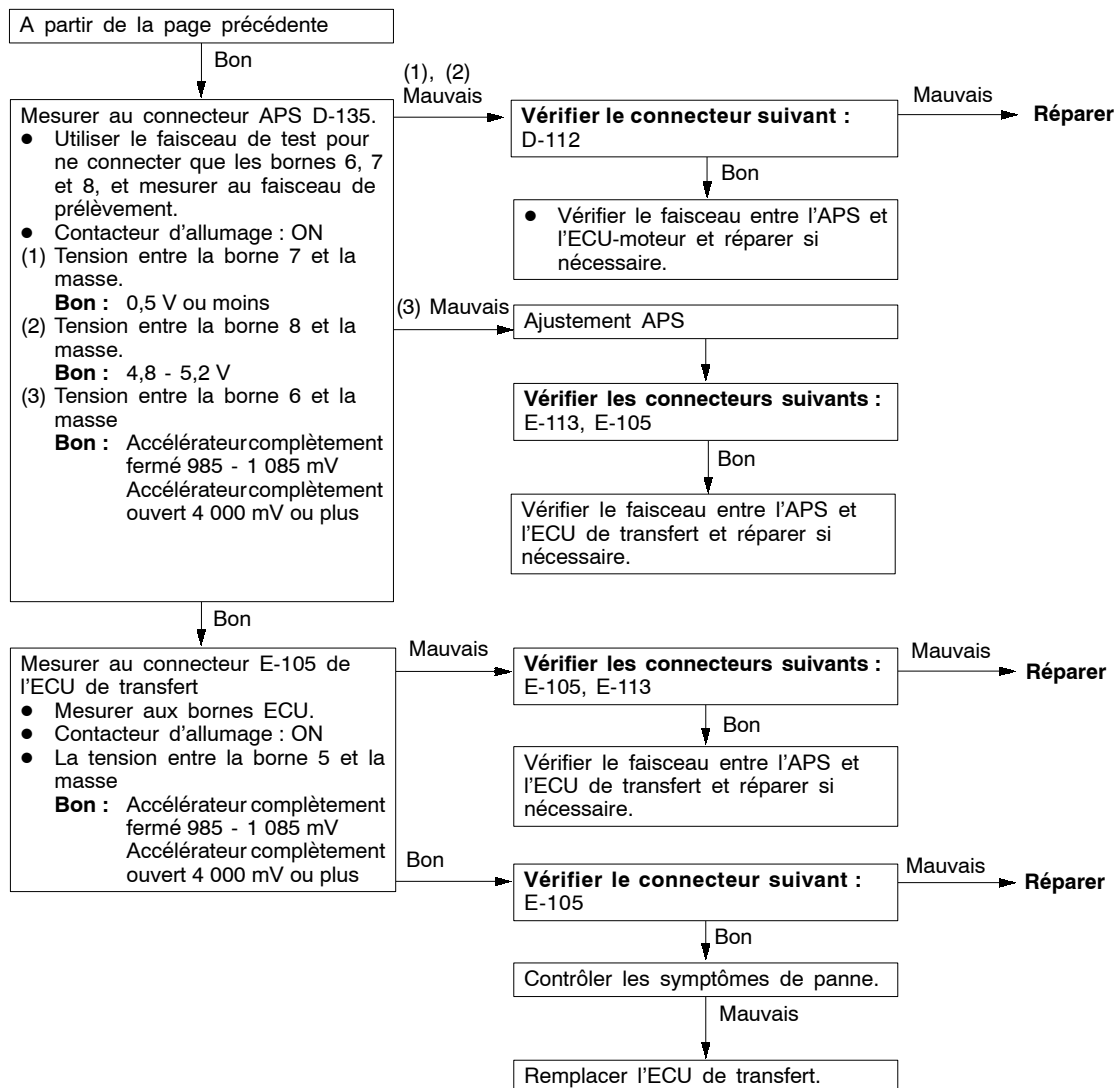 A partir de la page précédente
Bon
Mesurer au connecteur APS D-135.
● Utiliser le faisceau de test pour
ne connecter que les bornes 6, 7
et 8, et mesurer au faisceau de
prélèvement.
● Contacteur d'allumage : ON
(1) Tension entre la borne 7 et la
masse.
Bon : 0,5 V ou moins
(2) Tension entre la borne 8 et la
masse.
Bon : 4,8 - 5,2 V
(3) Tension entre la borne 6 et la
masse
Bon : Accélérateur complètement
fermé 985 - 1 085 mV
Accélérateur complètement
ouvert 4 000 mV ou plus
(1), (2)
Mauvais
Vérifier le connecteur suivant :
D-112
Mauvais
Réparer
Bon
● Vérifier le faisceau entre l'APS et
l'ECU-moteur et réparer si
nécessaire.
(3) Mauvais
Ajustement APS
Vérifier les connecteurs suivants :
E-113, E-105
Bon
Vérifier le faisceau entre l'APS et
l'ECU de transfert et réparer si
nécessaire.
Bon
Mesurer au connecteur E-105 de
l'ECU de transfert
● Mesurer aux bornes ECU.
● Contacteur d'allumage : ON
● La tension entre la borne 5 et la
masse
Bon : Accélérateur complètement
fermé 985 - 1 085 mV
Accélérateur complètement
ouvert 4 000 mV ou plus
Mauvais
Vérifier les connecteurs suivants :
E-105, E-113
Mauvais
Réparer
Bon
Vérifier le faisceau entre l'APS et
l'ECU de transfert et réparer si
nécessaire.
Bon
Vérifier le connecteur suivant :
E-105
Mauvais
Réparer
Bon
Contrôler les symptômes de panne.
Mauvais
Remplacer l'ECU de transfert.